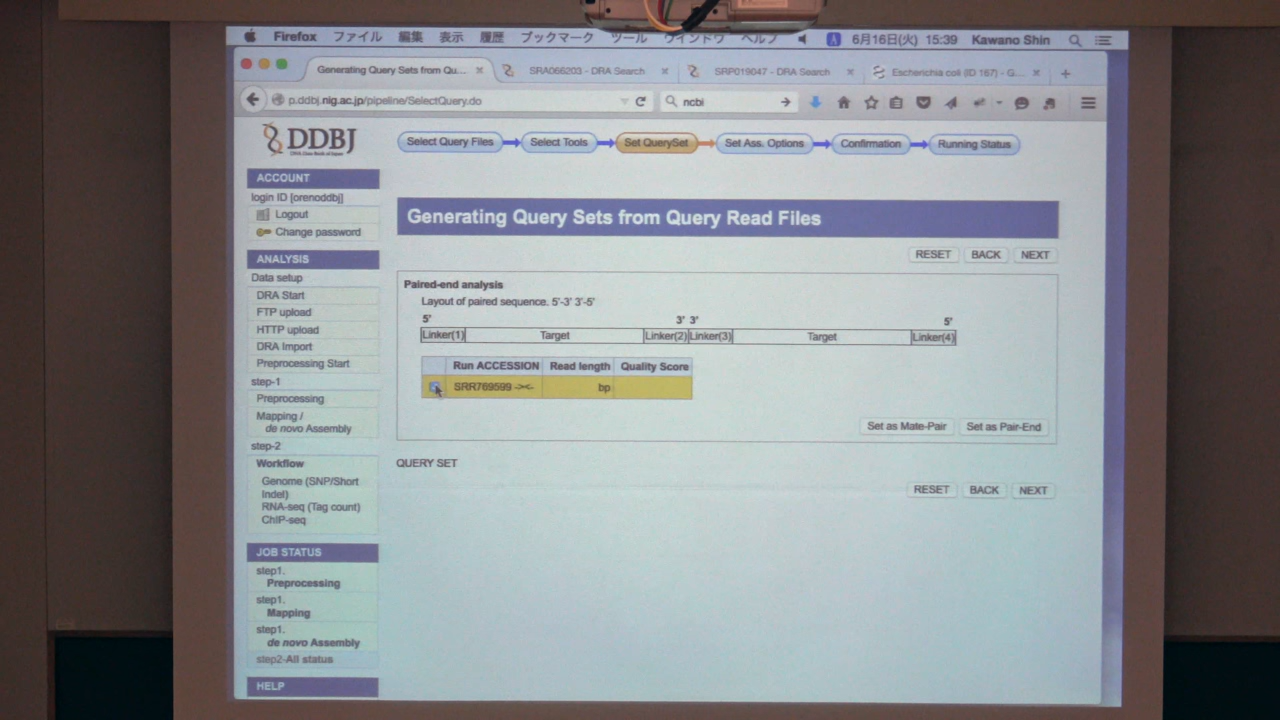 Firefox ファイル 編集 表示 履歴 ブックマーク ツール ウインドウ ヘルプ 6月16日(火) 15:39 Kawano Shin
Generating Query Sets from Qu... SRA066203 - DRA Search SRP019047 - DRA Search Escherichia coli (ID 167) - G...
p.ddbj.nig.ac.jp/pipeline/SelectQuery.do ncbi
DDBJ
Select Query Files Select Tools Set QuerySet Set Ass. Options Confirmation Running Status
ACCOUNT
login ID [orenoddbj]
Logout
Change password
ANALYSIS
Data setup
DRA Start
FTP upload
HTTP upload
DRA Import
Preprocessing Start
step-1
Preprocessing
Mapping /
de novo Assembly
step-2
Workflow
Genome (SNP/Short
Indel)
RNA-seq (Tag count)
ChIP-seq
JOB STATUS
step1.
Preprocessing
step1.
Mapping
step1.
de novo Assembly
step2-All status
HELP
Generating Query Sets from Query Read Files
RESET BACK NEXT
Paired-end analysis
Layout of paired sequence. 5'-3' 3'-5'
5' 3' 3' 5'
Linker(1) Target Linker(2) Linker(3) Target Linker(4)
Run ACCESSION Read length Quality Score
SRR769599 -><- bp
Set as Mate-Pair Set as Pair-End
QUERY SET
RESET BACK NEXT